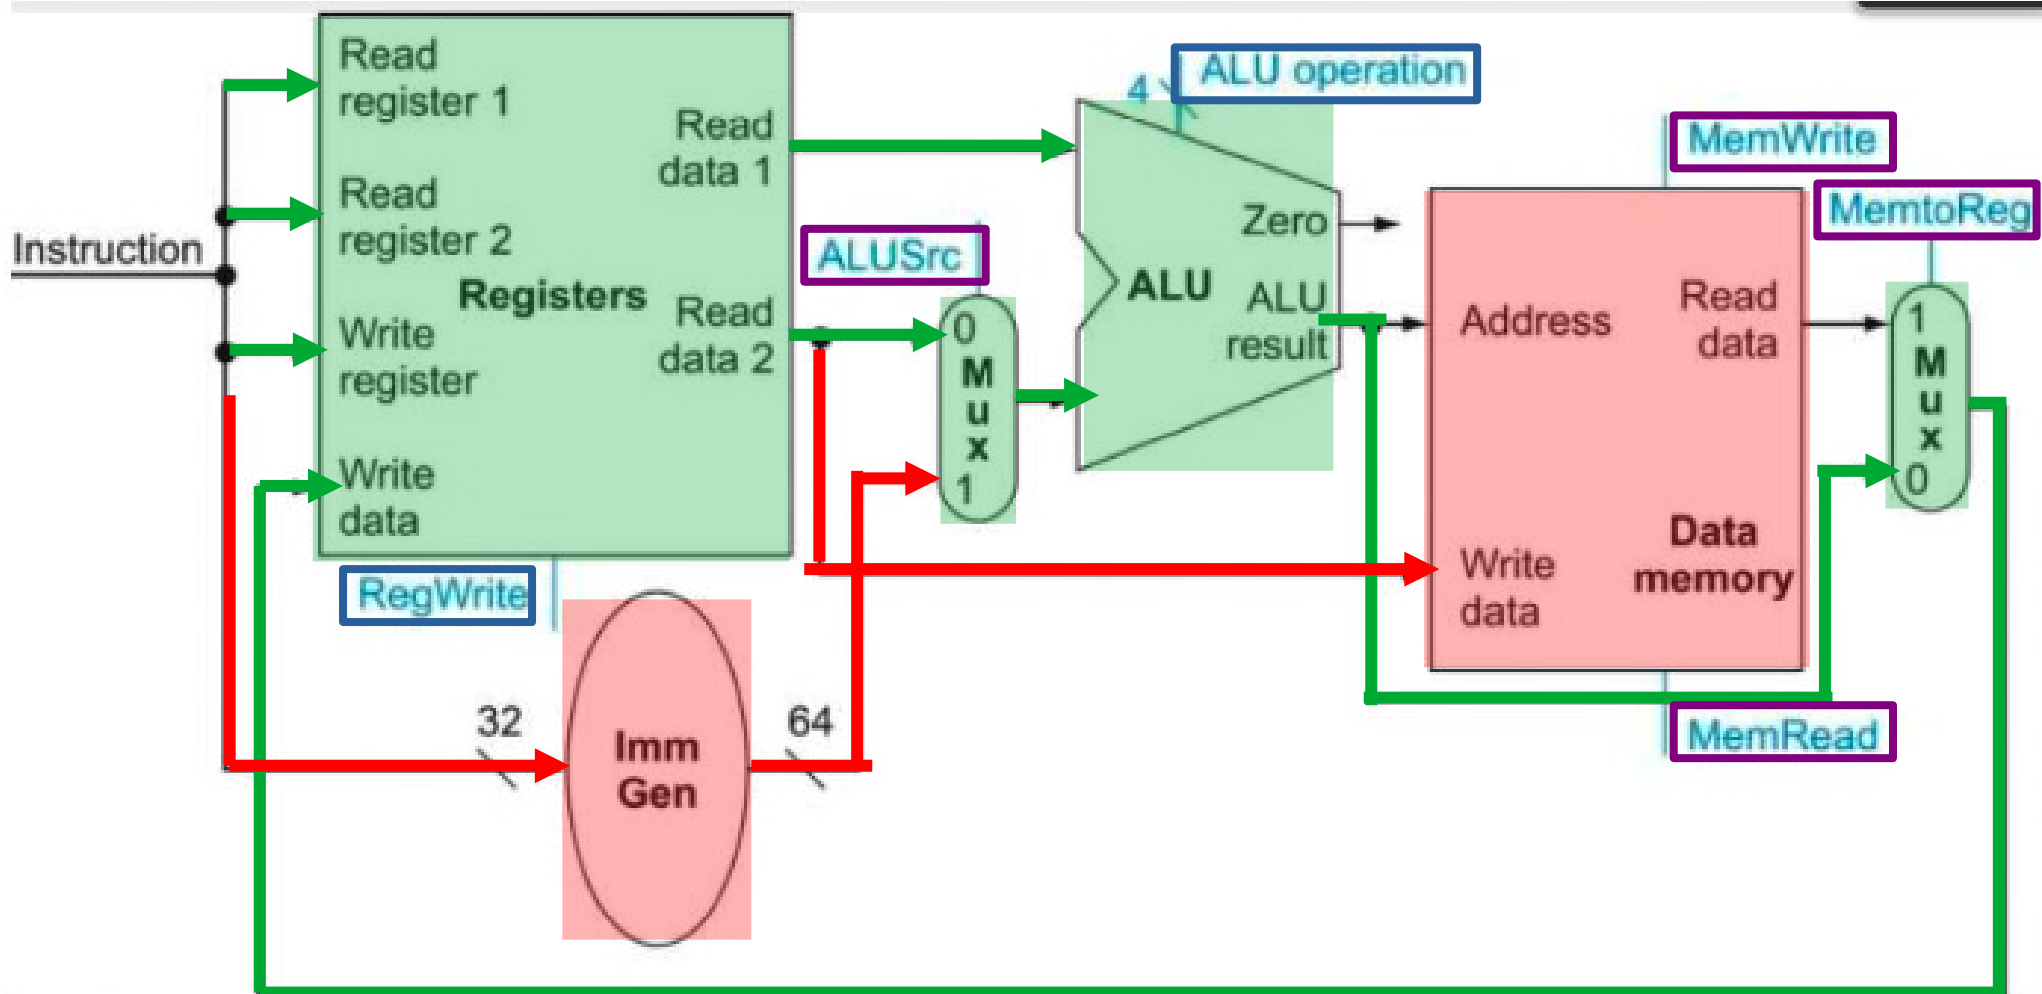 Instruction
Read
register 1
Read
register 2
Registers
Write
register
Write
data
Read
data 1
Read
data 2
RegWrite
32
Imm
Gen
64
ALUSrc
0
M
u
x
1
4
ALU operation
Zero
ALU
ALU
result
MemWrite
MemtoReg
Address
Read
data
Write
data
Data
memory
MemRead
1
M
u
x
0